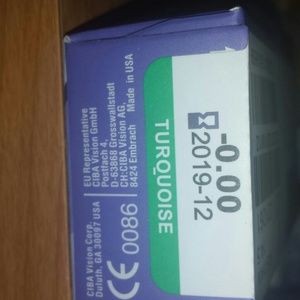 -0.00
2019-12
TURQUOISE
EU Representative
CIBA Vision GmbH
Postfach 4,
D-63868 Grosswallstadt
CH:CIBA Vision AG,
8424 Embrach Made in USA
CE 0086
CIBA Vision Corp.
Duluth, GA 30097 USA